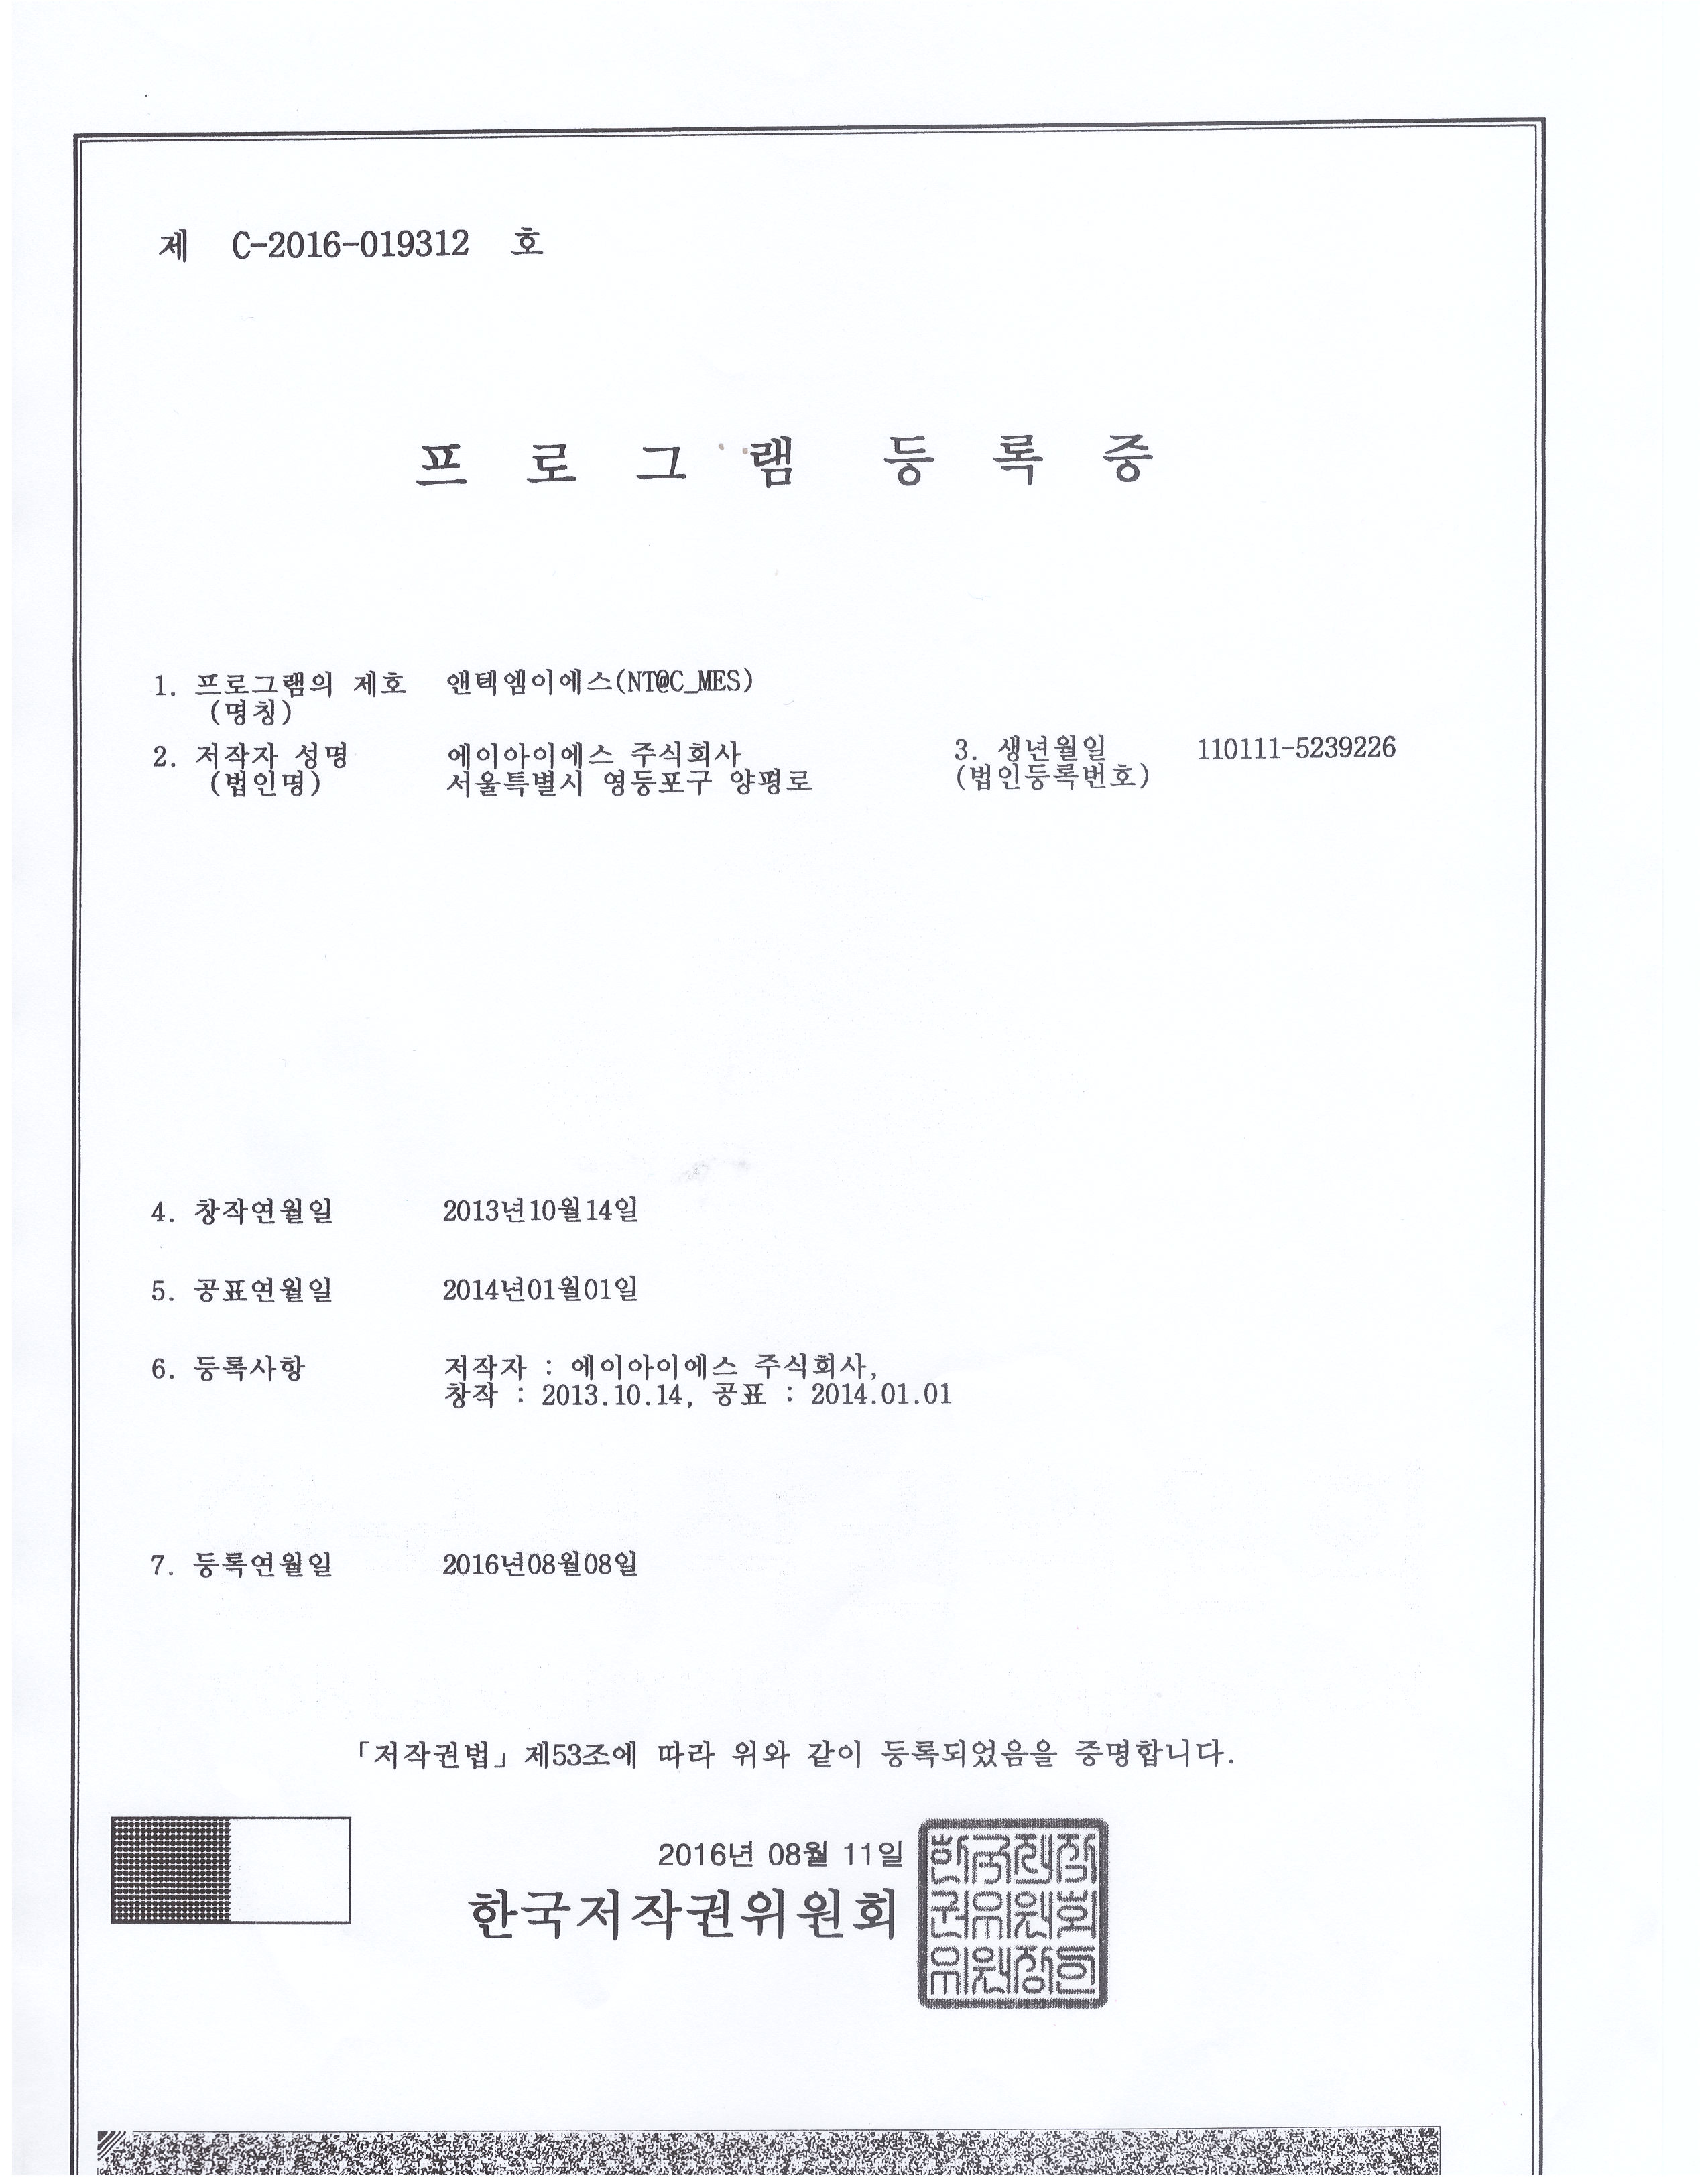 제 C-2016-019312 호
프 로 그 램 등 록 증
1. 프로그램의 제호 앤텍엠이에스(NT@C_MES)
(명칭)
2. 저작자 성명 에이아이에스 주식회사 3. 생년월일 110111-5239226
(법인명) 서울특별시 영등포구 양평로 (법인등록번호)
4. 창작연월일 2013년10월14일
5. 공표연월일 2014년01월01일
6. 등록사항 저작자 : 에이아이에스 주식회사,
창작 : 2013.10.14, 공표 : 2014.01.01
7. 등록연월일 2016년08월08일
「저작권법」제53조에 따라 위와 같이 등록되었음을 증명합니다.
2016년 08월 11일
한국저작권위원회
한국저작
권위원회
위원장인